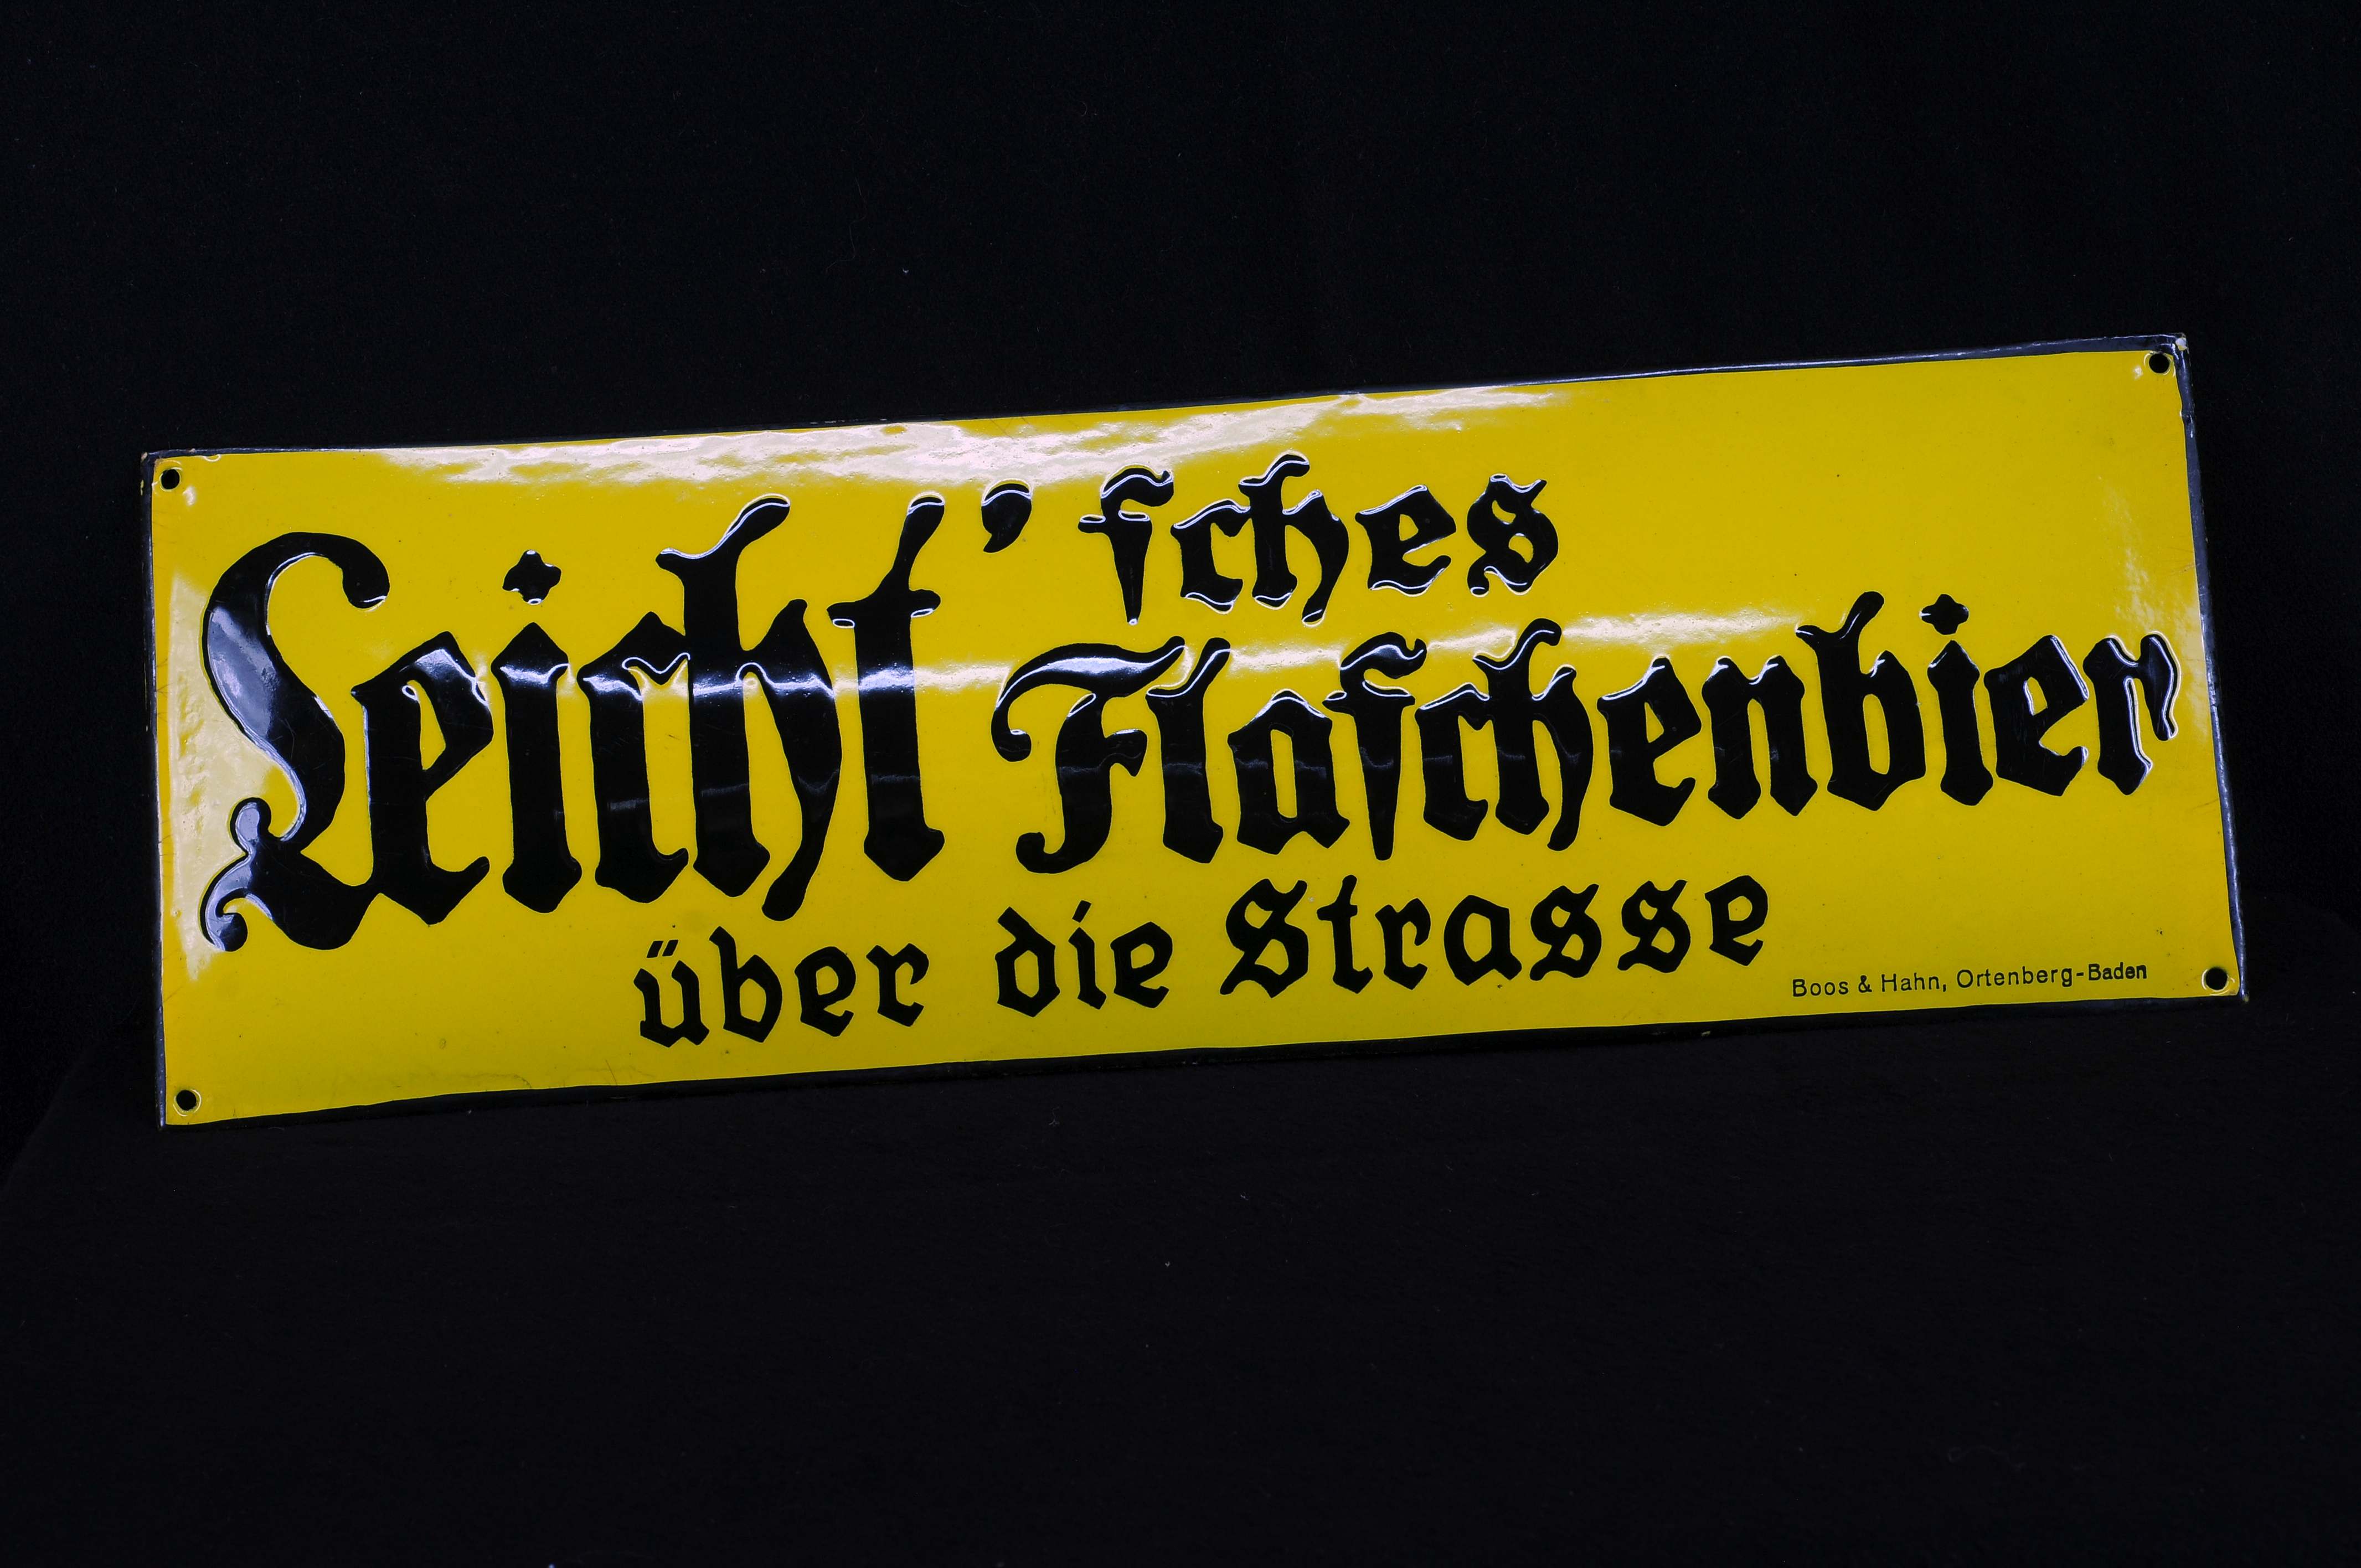 Leicht'ſches
Flaſchenbier
über die Strasse
Boos & Hahn, Ortenberg-Baden